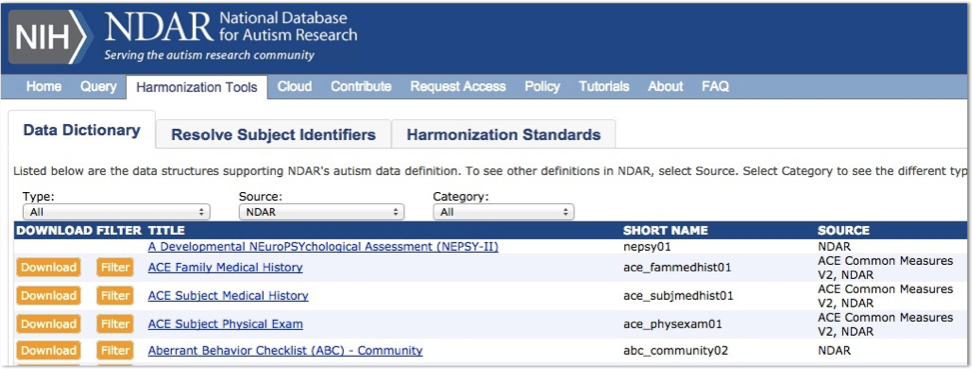 NIH
NDAR National Database
for Autism Research
Serving the autism research community
Home Query Harmonization Tools Cloud Contribute Request Access Policy Tutorials About FAQ
Data Dictionary Resolve Subject Identifiers Harmonization Standards
Listed below are the data structures supporting NDAR's autism data definition. To see other definitions in NDAR, select Source. Select Category to see the different typ
Type: Source: Category:
All NDAR All
DOWNLOAD FILTER TITLE SHORT NAME SOURCE
A Developmental NEuroPSYchological Assessment (NEPSY-II) nepsy01 NDAR
Download Filter ACE Family Medical History ace_fammedhist01 ACE Common Measures
V2, NDAR
Download Filter ACE Subject Medical History ace_subjmedhist01 ACE Common Measures
V2, NDAR
Download Filter ACE Subject Physical Exam ace_physexam01 ACE Common Measures
V2, NDAR
Download Filter Aberrant Behavior Checklist (ABC) - Community abc_community02 NDAR